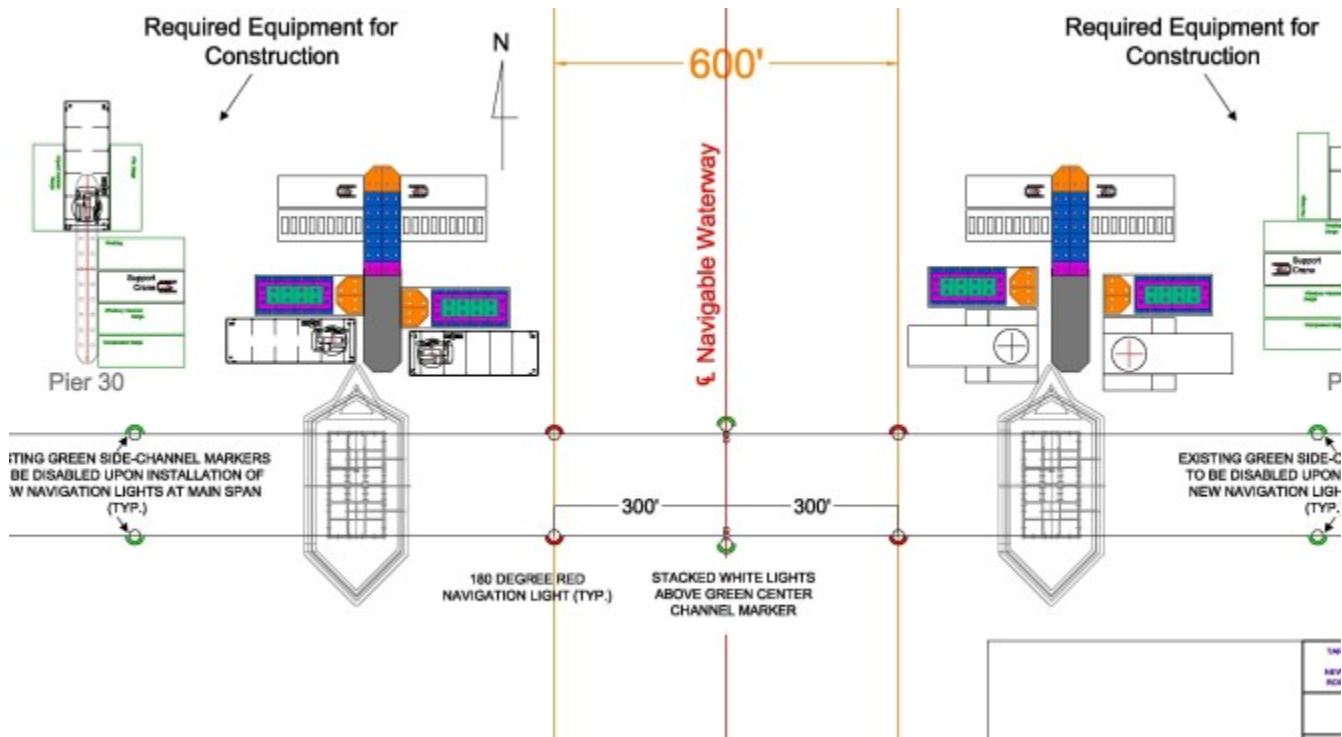 Required Equipment for
Construction
N
600'
Required Equipment for
Construction
℄ Navigable Waterway
Support
Crane
Support
Crane
Pier 30
P
STING GREEN SIDE-CHANNEL MARKERS
BE DISABLED UPON INSTALLATION OF
EW NAVIGATION LIGHTS AT MAIN SPAN
(TYP.)
300'
300'
EXISTING GREEN SIDE-C
TO BE DISABLED UPON
NEW NAVIGATION LIGH
(TYP.
180 DEGREE RED
NAVIGATION LIGHT (TYP.)
STACKED WHITE LIGHTS
ABOVE GREEN CENTER
CHANNEL MARKER